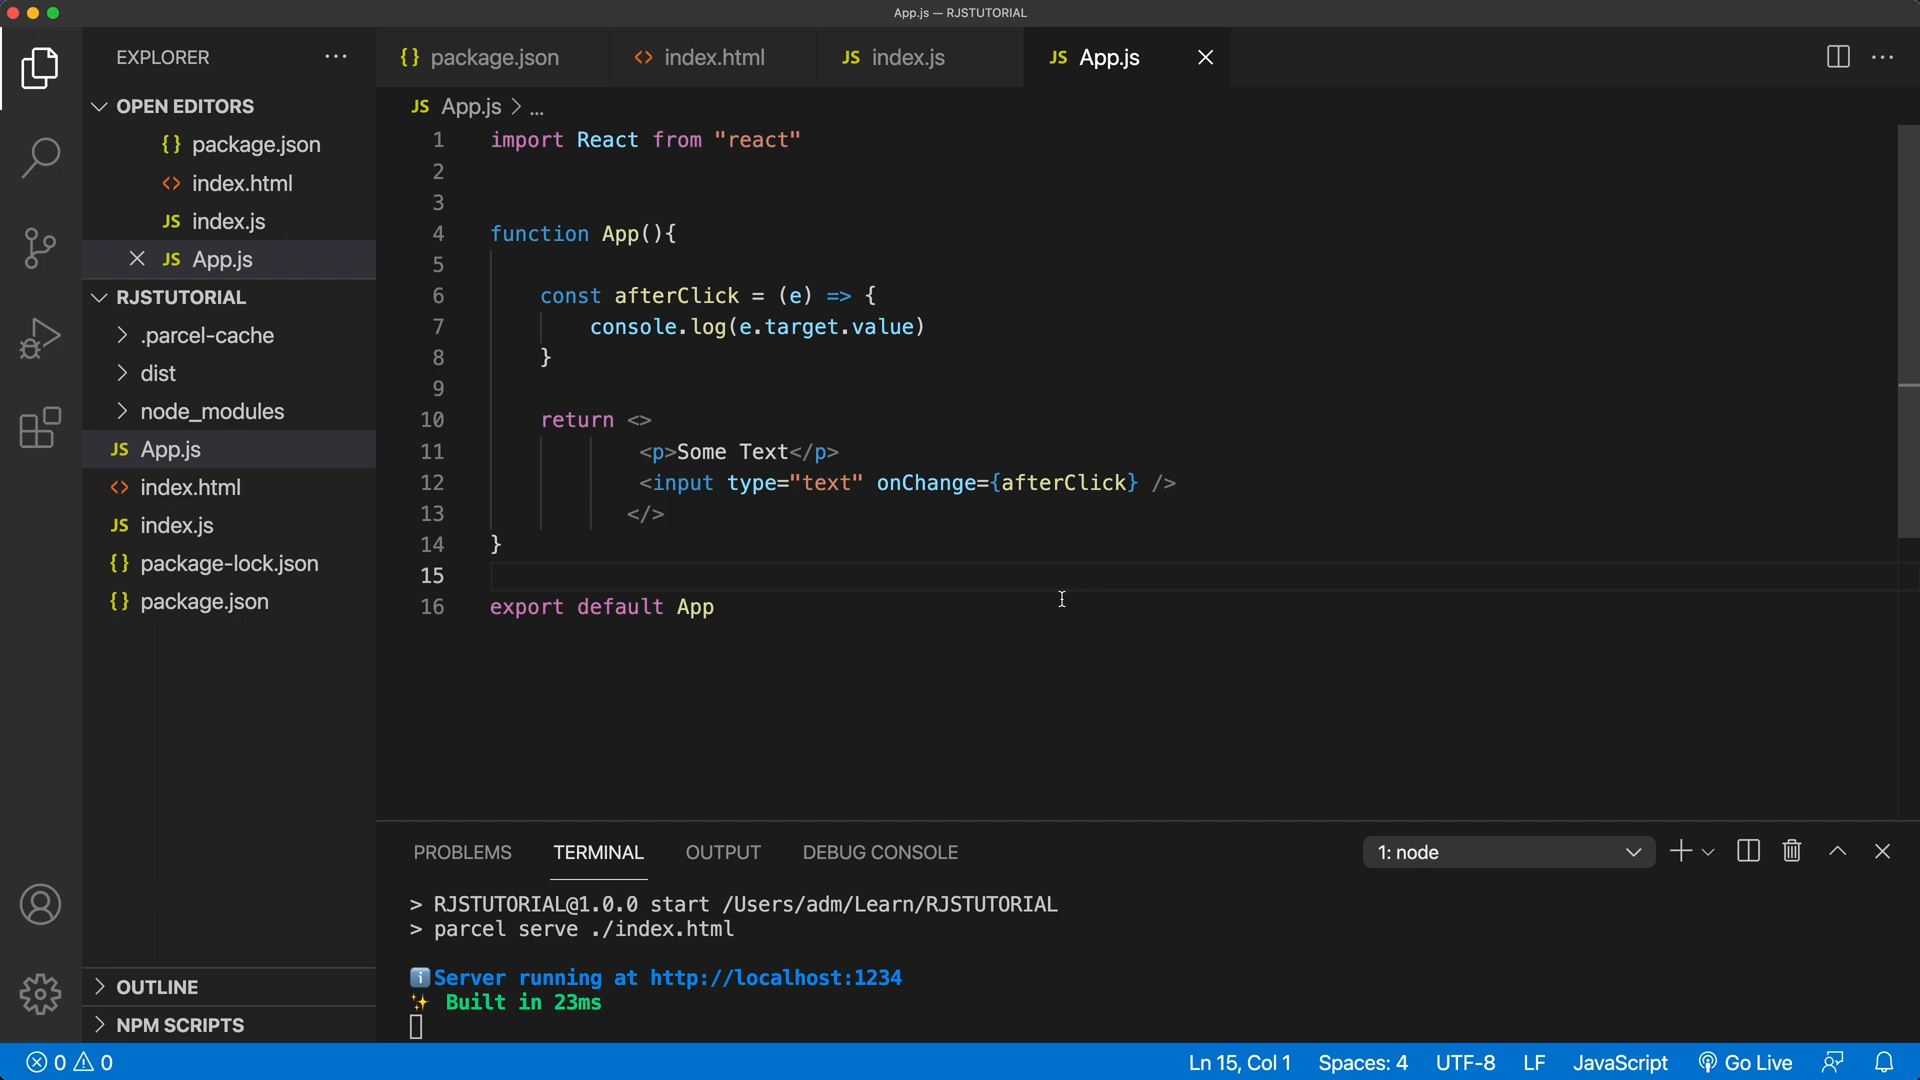 App.js — RJSTUTORIAL
EXPLORER
package.json
index.html
JS index.js
JS App.js
OPEN EDITORS
{} package.json
<> index.html
JS index.js
JS App.js
RJSTUTORIAL
.parcel-cache
dist
node_modules
JS App.js
<> index.html
JS index.js
{} package-lock.json
{} package.json
OUTLINE
NPM SCRIPTS
JS App.js > ...
1 import React from "react"
2
3
4 function App(){
5
6 const afterClick = (e) => {
7 console.log(e.target.value)
8 }
9
10 return <>
11 <p>Some Text</p>
12 <input type="text" onChange={afterClick} />
13 </>
14 }
15
16 export default App
PROBLEMS TERMINAL OUTPUT DEBUG CONSOLE 1: node
> RJSTUTORIAL@1.0.0 start /Users/adm/Learn/RJSTUTORIAL
> parcel serve ./index.html
Server running at http://localhost:1234
Built in 23ms
0 0 Ln 15, Col 1 Spaces: 4 UTF-8 LF JavaScript Go Live